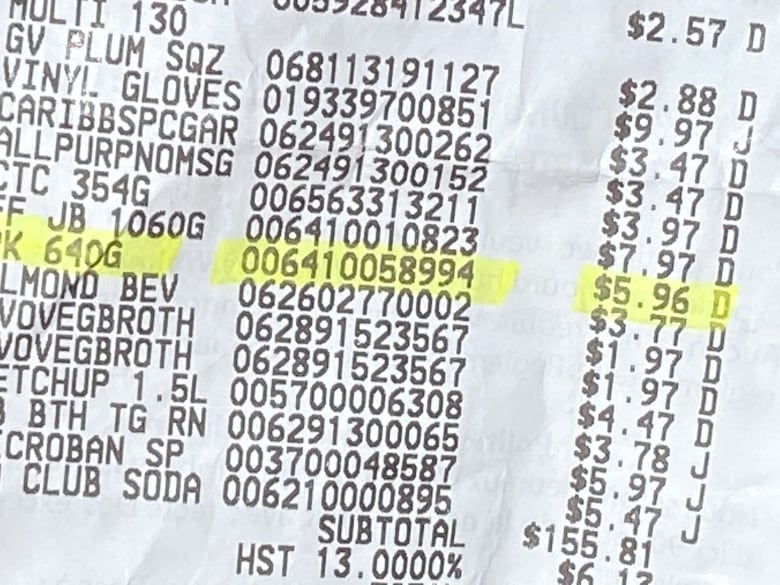 MULTI 130 005928412347L $2.57 D
GV PLUM SQZ 068113191127 $2.88 D
VINYL GLOVES 019339700851 $9.97 J
CARIBBSPCGAR 062491300262 $3.47 D
ALLPURPNOMSG 062491300152 $3.47 D
CTC 354G 006563313211 $3.97 D
F JB 1060G 006410010823 $7.97 D
K 640G 006410058994 $5.96 D
LMOND BEV 062602770002 $3.77 D
VOVEGBROTH 062891523567 $1.97 D
VOVEGBROTH 062891523567 $1.97 D
ETCHUP 1.5L 005700006308 $4.47 D
BTH TG RN 006291300065 $3.78 J
CROBAN SP 003700048587 $5.97 J
CLUB SODA 006210000895 $5.47 J
SUBTOTAL $155.81
HST 13.0000%